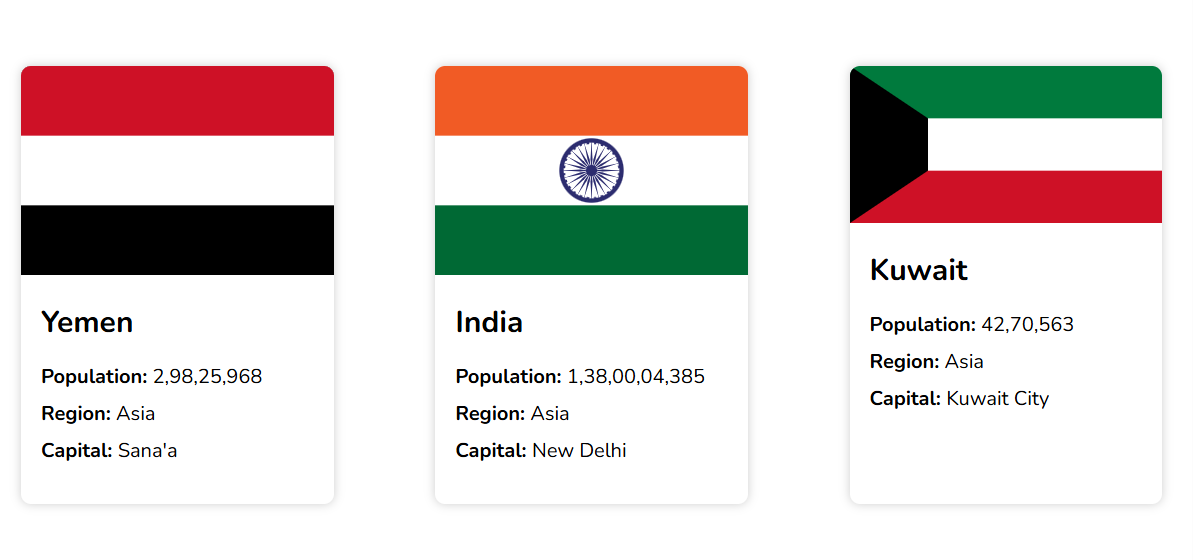 Yemen
Population: 2,98,25,968
Region: Asia
Capital: Sana'a
India
Population: 1,38,00,04,385
Region: Asia
Capital: New Delhi
Kuwait
Population: 42,70,563
Region: Asia
Capital: Kuwait City